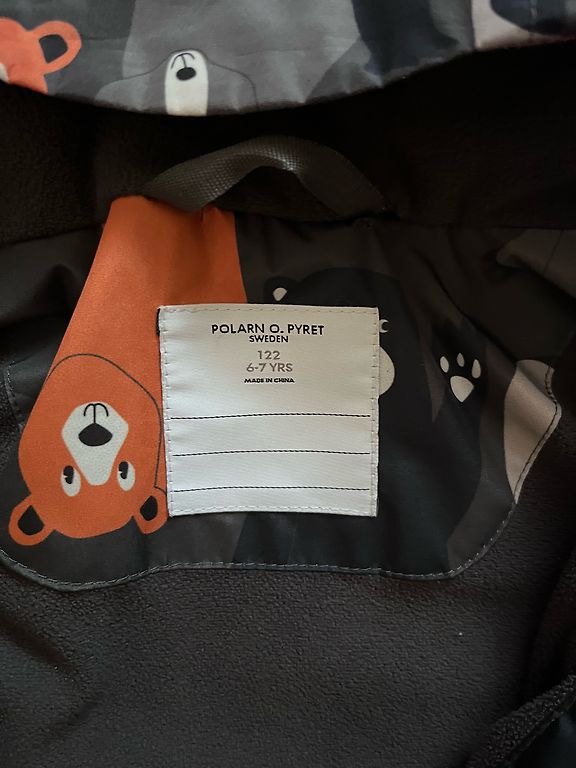 POLARN O. PYRET
SWEDEN
122
6-7 YRS
MADE IN CHINA